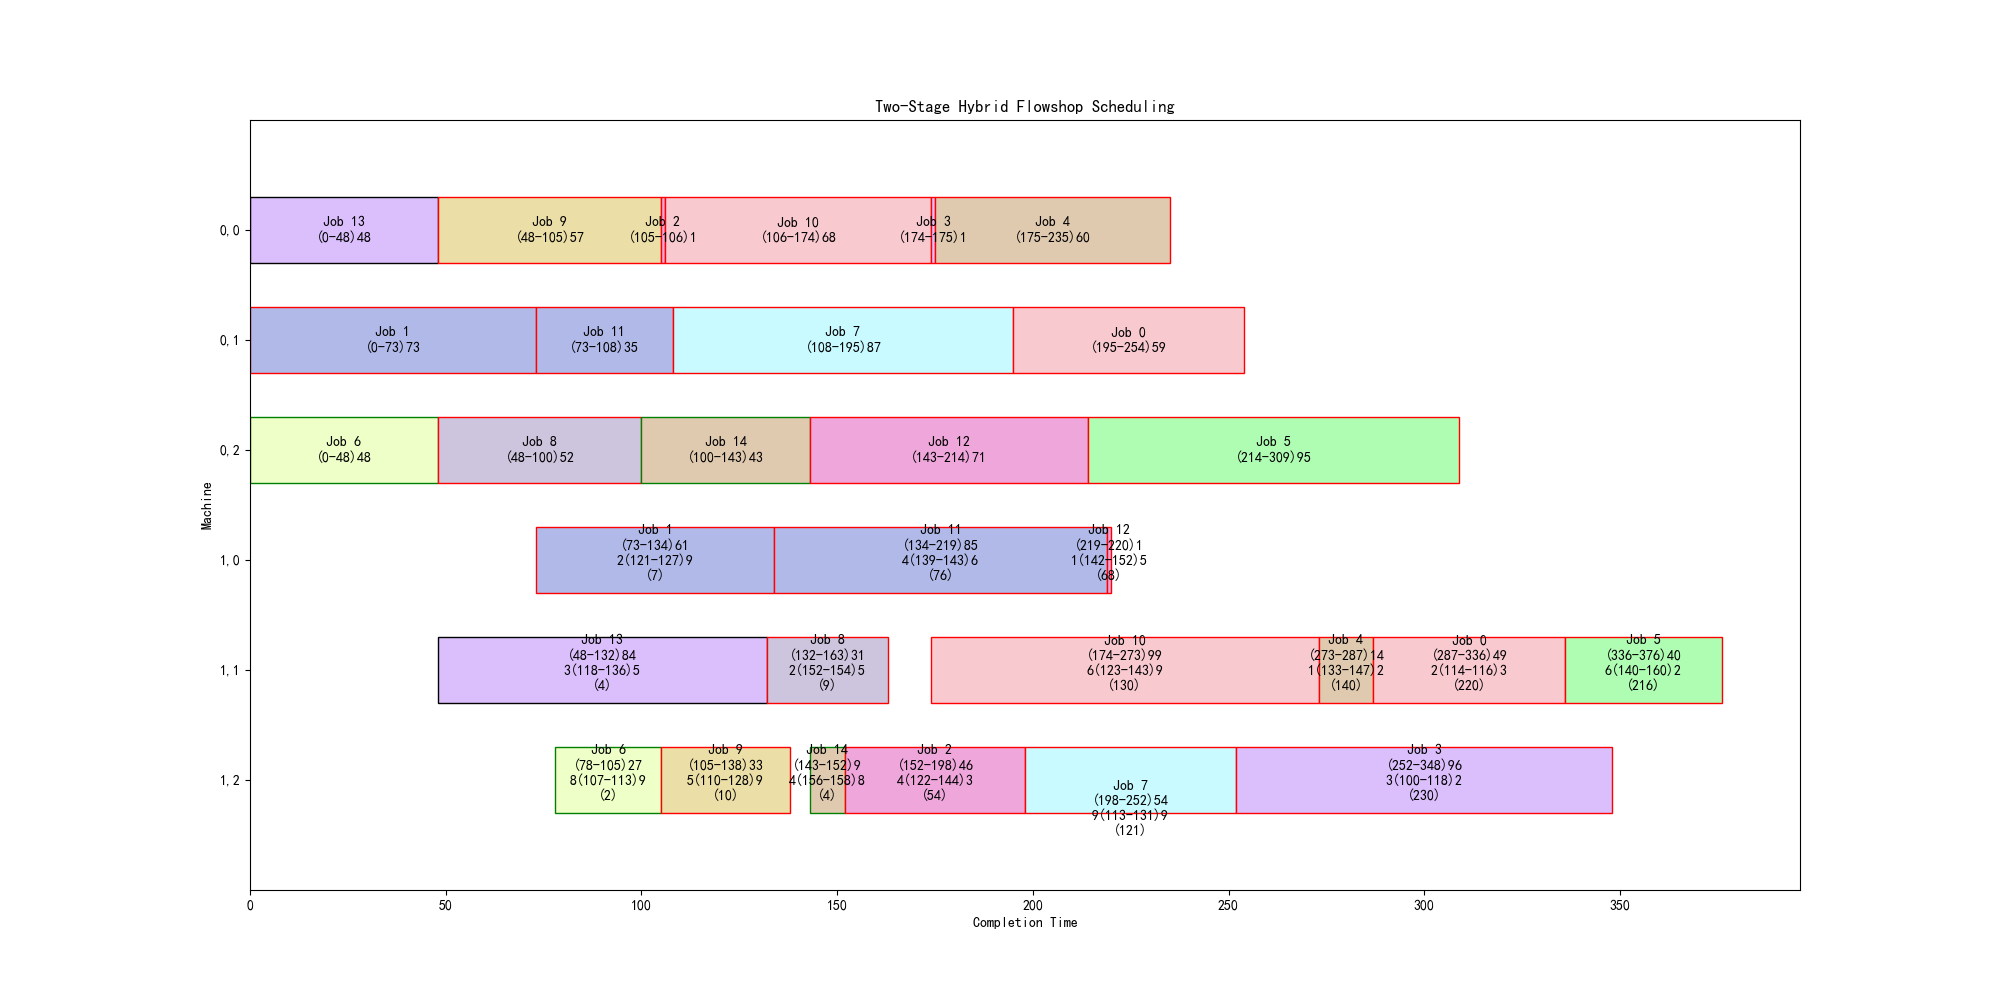 Two-Stage Hybrid Flowshop Scheduling
0,0
Job 13
(0-48)48
Job 9
(48-105)57
Job 2
(105-106)1
Job 10
(106-174)68
Job 3
(174-175)1
Job 4
(175-235)60
0,1
Job 1
(0-73)73
Job 11
(73-108)35
Job 7
(108-195)87
Job 0
(195-254)59
0,2
Job 6
(0-48)48
Job 8
(48-100)52
Job 14
(100-143)43
Job 12
(143-214)71
Job 5
(214-309)95
Machine
1,0
Job 1
(73-134)61
2(121-127)9
(7)
Job 11
(134-219)85
4(139-143)6
(76)
Job 12
(219-220)1
1(142-152)5
(68)
1,1
Job 13
(48-132)84
3(118-136)5
(4)
Job 8
(132-163)31
2(152-154)5
(9)
Job 10
(174-273)99
6(123-143)9
(130)
Job 4
(273-287)14
1(133-147)2
(140)
Job 0
(287-336)49
2(114-116)3
(220)
Job 5
(336-376)40
6(140-160)2
(216)
1,2
Job 6
(78-105)27
8(107-113)9
(2)
Job 9
(105-138)33
5(110-128)9
(10)
Job 14
(143-152)9
4(156-158)8
(4)
Job 2
(152-198)46
4(122-144)3
(54)
Job 7
(198-252)54
9(113-131)9
(121)
Job 3
(252-348)96
3(100-118)2
(230)
0 50 100 150 200 250 300 350
Completion Time